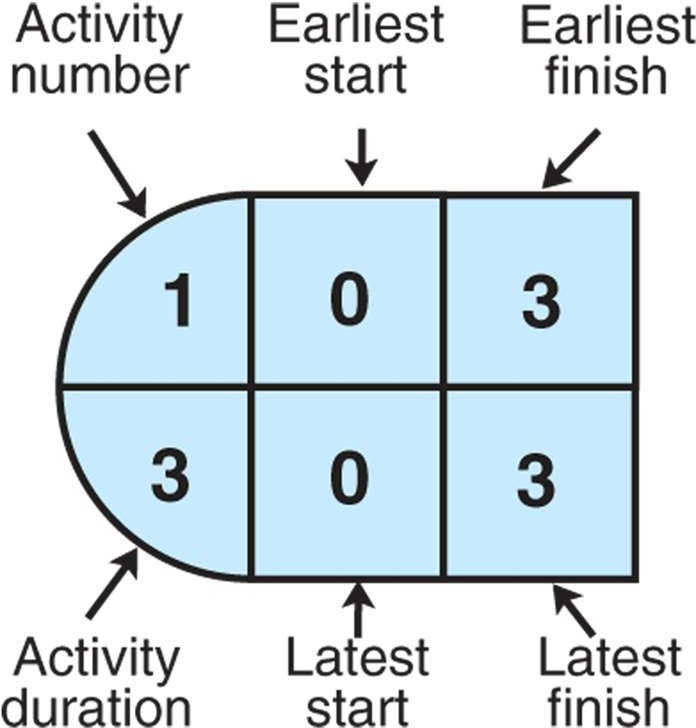 Activity
number
Earliest
start
Earliest
finish
1 0 3
3 0 3
Activity
duration
Latest
start
Latest
finish